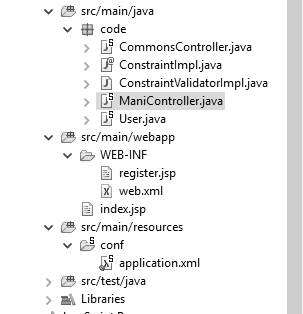 src/main/java
code
CommonsController.java
ConstraintImpl.java
ConstraintValidatorImpl.java
ManiController.java
User.java
src/main/webapp
WEB-INF
register.jsp
web.xml
index.jsp
src/main/resources
conf
application.xml
src/test/java
Libraries